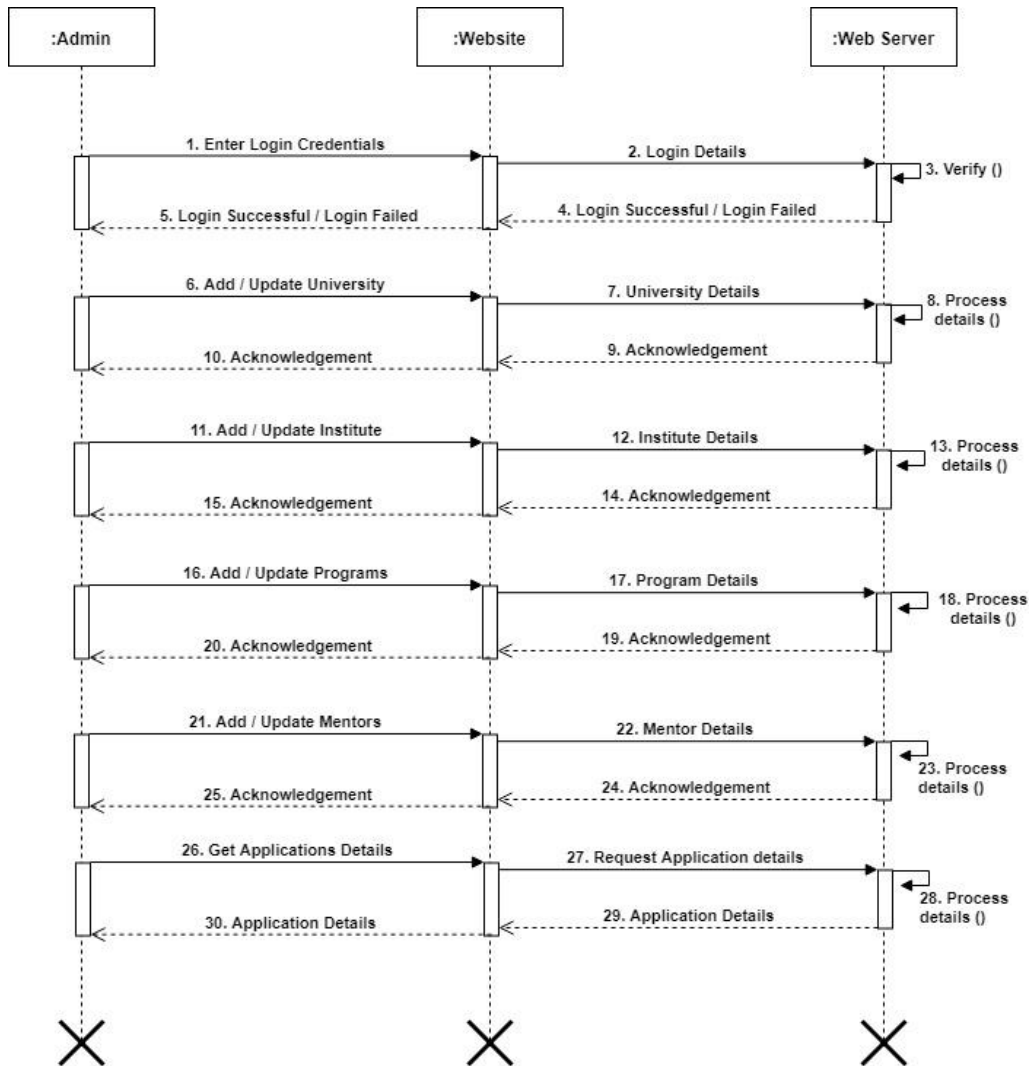 :Admin
:Website
:Web Server
1. Enter Login Credentials
2. Login Details
3. Verify ()
4. Login Successful / Login Failed
5. Login Successful / Login Failed
6. Add / Update University
7. University Details
8. Process
details ()
9. Acknowledgement
10. Acknowledgement
11. Add / Update Institute
12. Institute Details
13. Process
details ()
14. Acknowledgement
15. Acknowledgement
16. Add / Update Programs
17. Program Details
18. Process
details ()
19. Acknowledgement
20. Acknowledgement
21. Add / Update Mentors
22. Mentor Details
23. Process
details ()
24. Acknowledgement
25. Acknowledgement
26. Get Applications Details
27. Request Application details
28. Process
details ()
29. Application Details
30. Application Details